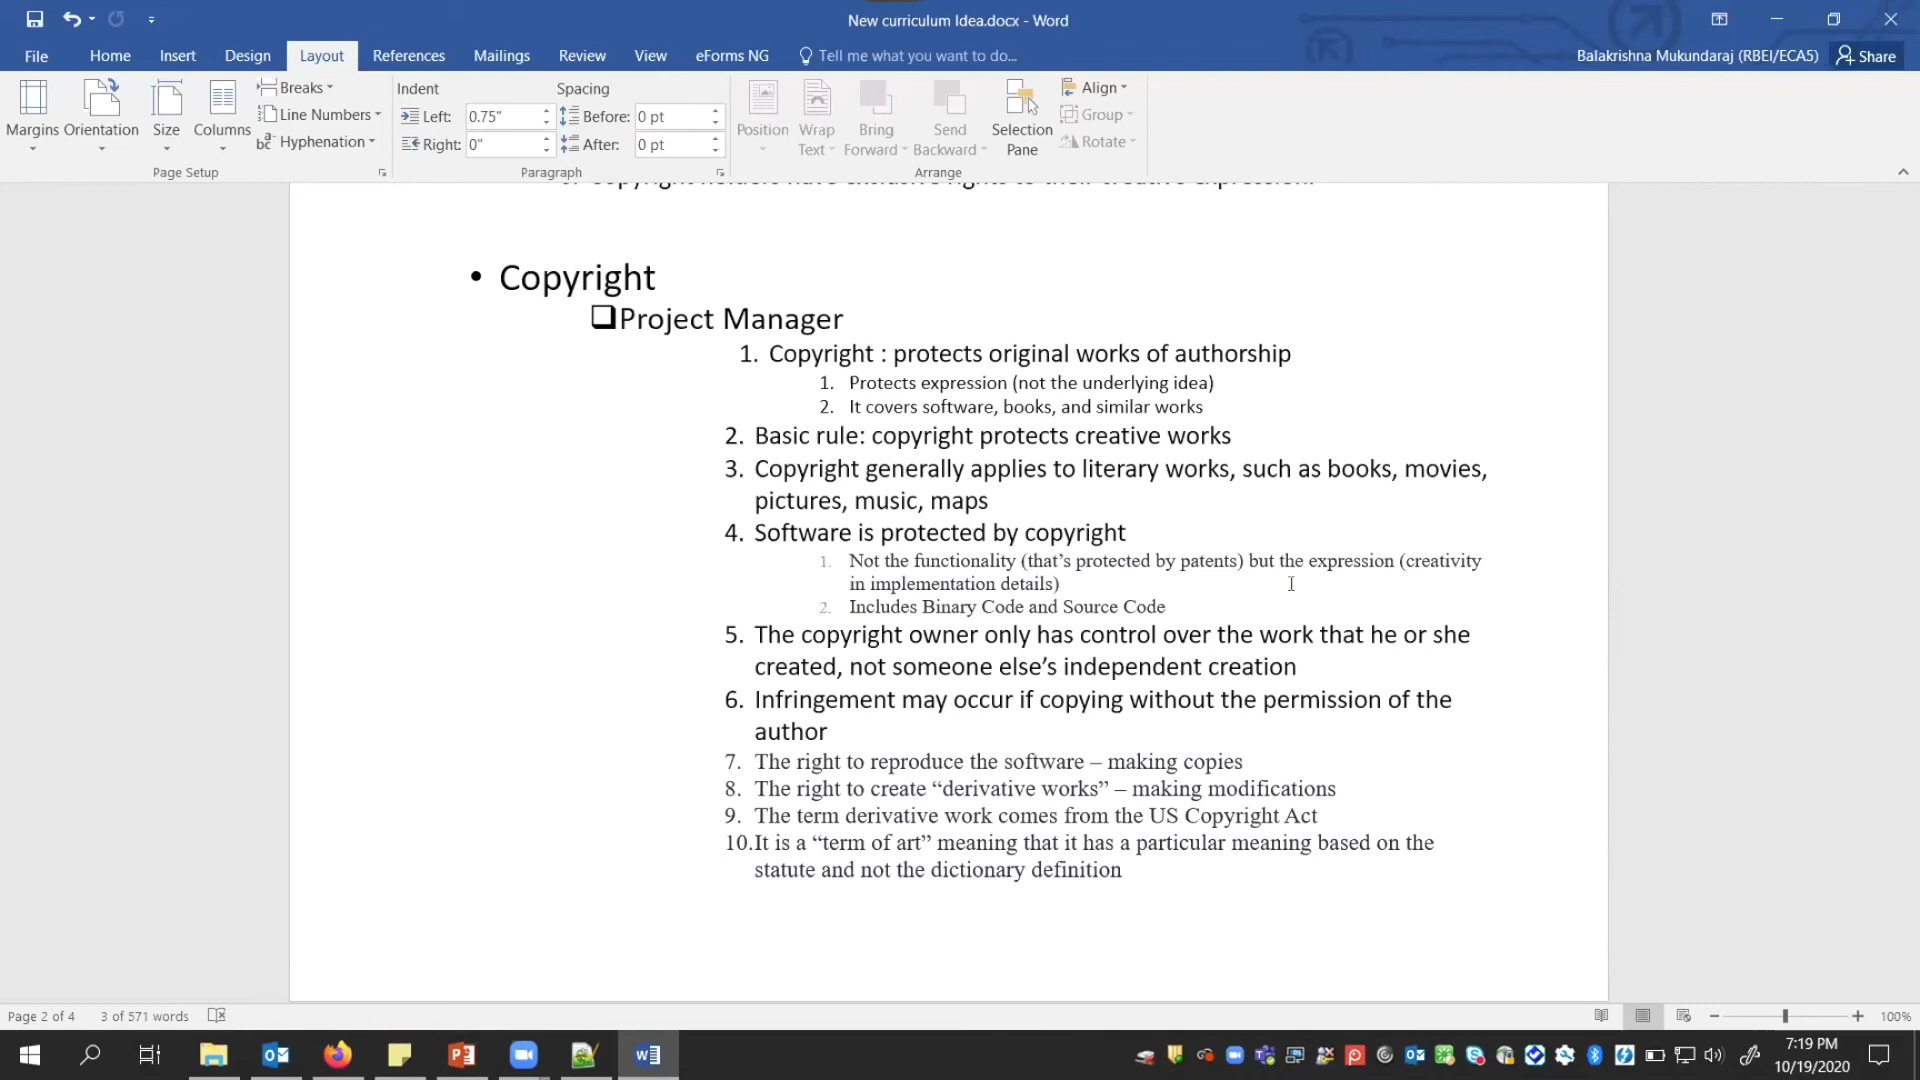 New curriculum Idea.docx - Word
File Home Insert Design Layout References Mailings Review View eForms NG Tell me what you want to do... Balakrishna Mukundaraj (RBEI/ECA5) Share
Margins Orientation Size Columns Breaks Line Numbers Hyphenation
Page Setup
Indent Spacing
Left: 0.75" Before: 0 pt
Right: 0" After: 0 pt
Paragraph
Position Wrap Text Bring Forward Send Backward Selection Pane Align Group Rotate
Arrange
Copyright holders have exclusive rights to their creative expression.
• Copyright
❑Project Manager
1. Copyright : protects original works of authorship
1. Protects expression (not the underlying idea)
2. It covers software, books, and similar works
2. Basic rule: copyright protects creative works
3. Copyright generally applies to literary works, such as books, movies,
pictures, music, maps
4. Software is protected by copyright
1. Not the functionality (that’s protected by patents) but the expression (creativity
in implementation details)
2. Includes Binary Code and Source Code
5. The copyright owner only has control over the work that he or she
created, not someone else’s independent creation
6. Infringement may occur if copying without the permission of the
author
7. The right to reproduce the software – making copies
8. The right to create “derivative works” – making modifications
9. The term derivative work comes from the US Copyright Act
10.It is a “term of art” meaning that it has a particular meaning based on the
statute and not the dictionary definition
Page 2 of 4 3 of 571 words 100%
7:19 PM
10/19/2020